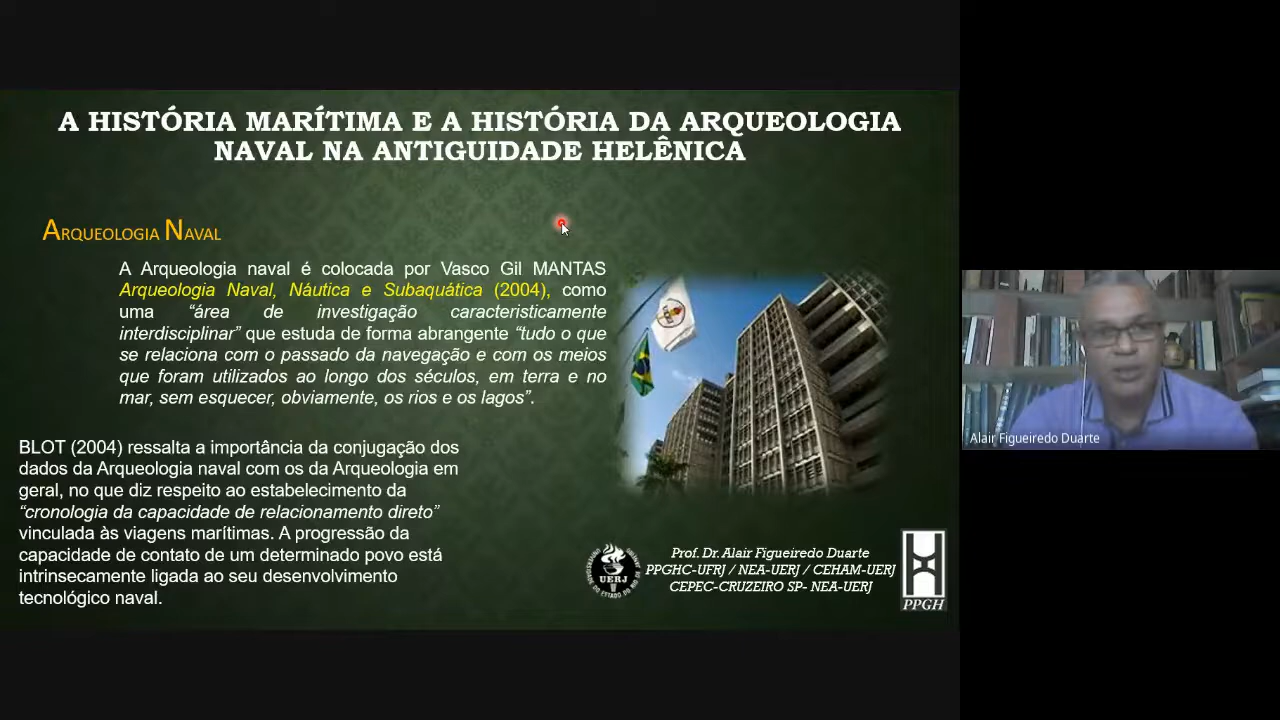 A HISTÓRIA MARÍTIMA E A HISTÓRIA DA ARQUEOLOGIA
NAVAL NA ANTIGUIDADE HELÊNICA
ARQUEOLOGIA NAVAL
A Arqueologia naval é colocada por Vasco Gil MANTAS
Arqueologia Naval, Náutica e Subaquática (2004), como
uma “área de investigação caracteristicamente
interdisciplinar” que estuda de forma abrangente “tudo o que
se relaciona com o passado da navegação e com os meios
que foram utilizados ao longo dos séculos, em terra e no
mar, sem esquecer, obviamente, os rios e os lagos”.
BLOT (2004) ressalta a importância da conjugação dos
dados da Arqueologia naval com os da Arqueologia em
geral, no que diz respeito ao estabelecimento da
“cronologia da capacidade de relacionamento direto”
vinculada às viagens marítimas. A progressão da
capacidade de contato de um determinado povo está
intrinsecamente ligada ao seu desenvolvimento
tecnológico naval.
UERJ
Prof. Dr. Alair Figueiredo Duarte
PPGHC-UFRJ / NEA-UERJ / CEHAM-UERJ
CEPEC-CRUZEIRO SP- NEA-UERJ
PPGH
Alair Figueiredo Duarte